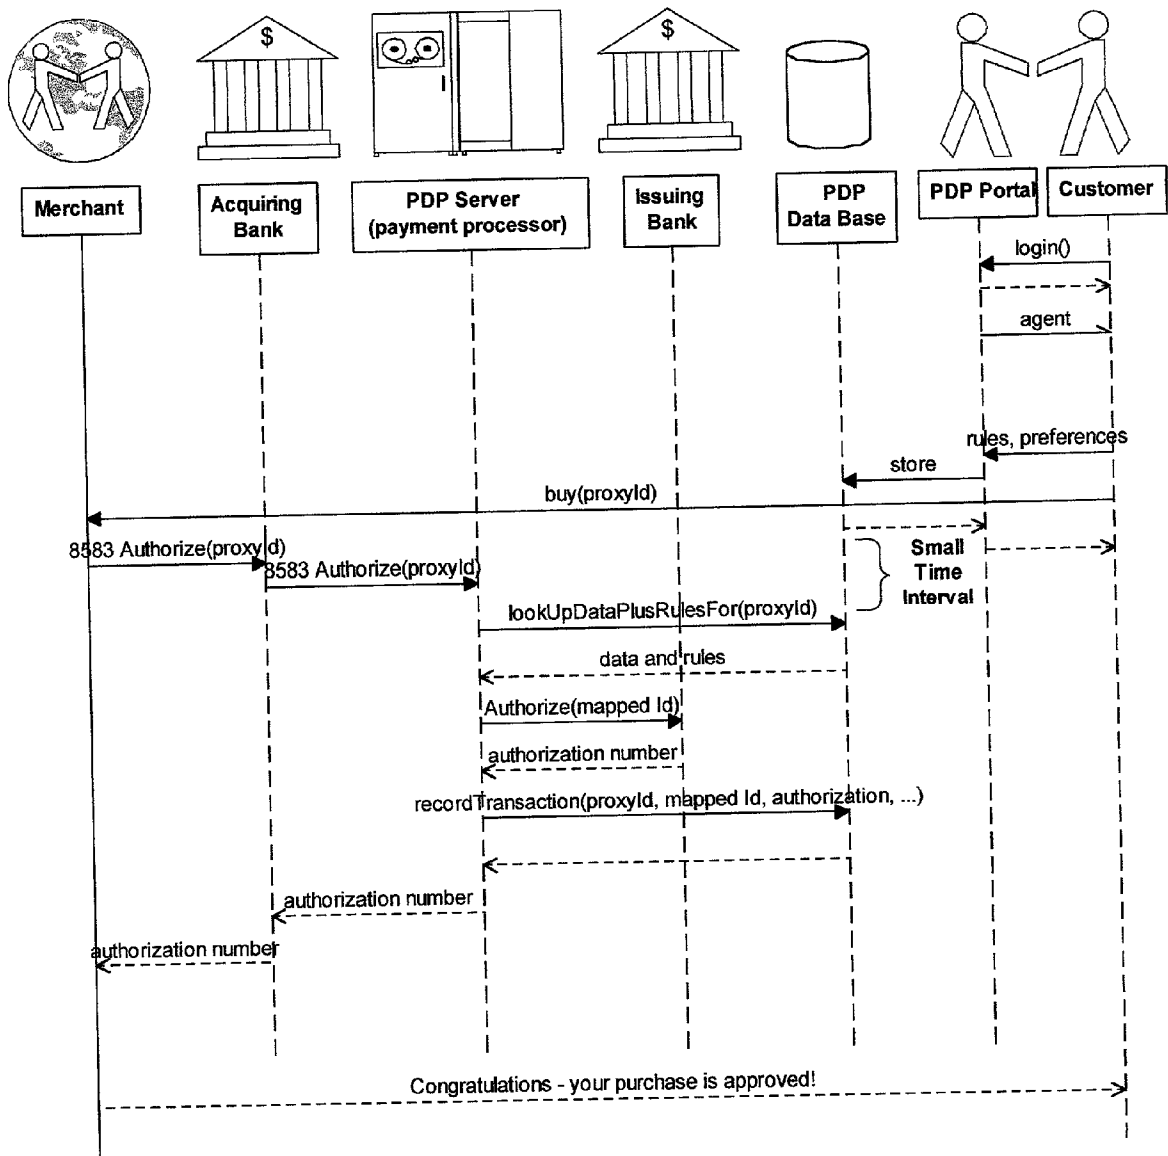 $
$
Merchant
Acquiring
Bank
PDP Server
(payment processor)
Issuing
Bank
PDP
Data Base
PDP Portal
Customer
login()
agent
rules, preferences
store
buy(proxyId)
8583 Authorize(proxyId)
8583 Authorize(proxyId)
Small
Time
Interval
lookUpDataPlusRulesFor(proxyId)
data and rules
Authorize(mapped Id)
authorization number
recordTransaction(proxyId, mapped Id, authorization, ...)
authorization number
authorization number
Congratulations - your purchase is approved!